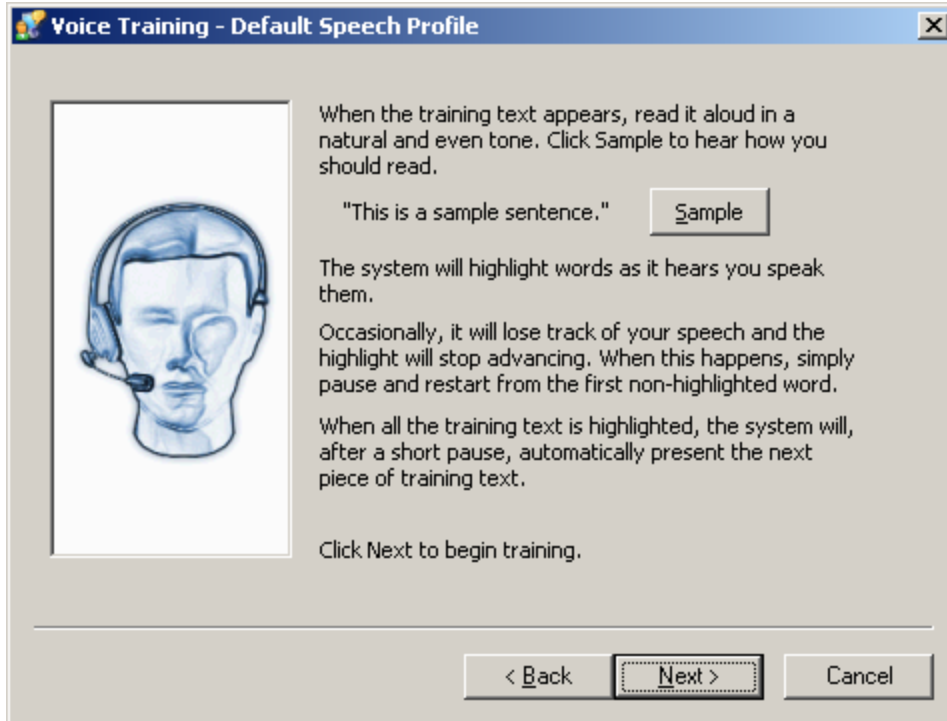 Voice Training - Default Speech Profile
When the training text appears, read it aloud in a
natural and even tone. Click Sample to hear how you
should read.
"This is a sample sentence."
Sample
The system will highlight words as it hears you speak
them.
Occasionally, it will lose track of your speech and the
highlight will stop advancing. When this happens, simply
pause and restart from the first non-highlighted word.
When all the training text is highlighted, the system will,
after a short pause, automatically present the next
piece of training text.
Click Next to begin training.
< Back Next > Cancel